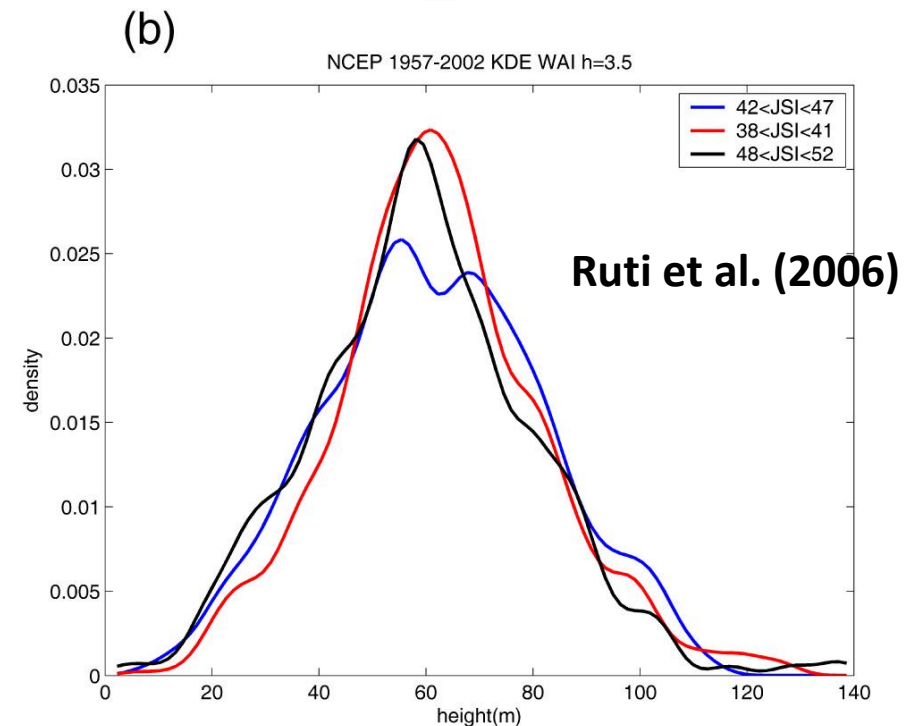 (b)
NCEP 1957-2002 KDE WAI h=3.5
0.035
0.03
0.025
0.02
0.015
0.01
0.005
0
density
42<JSI<47
38<JSI<41
48<JSI<52
Ruti et al. (2006)
0 20 40 60 80 100 120 140
height(m)